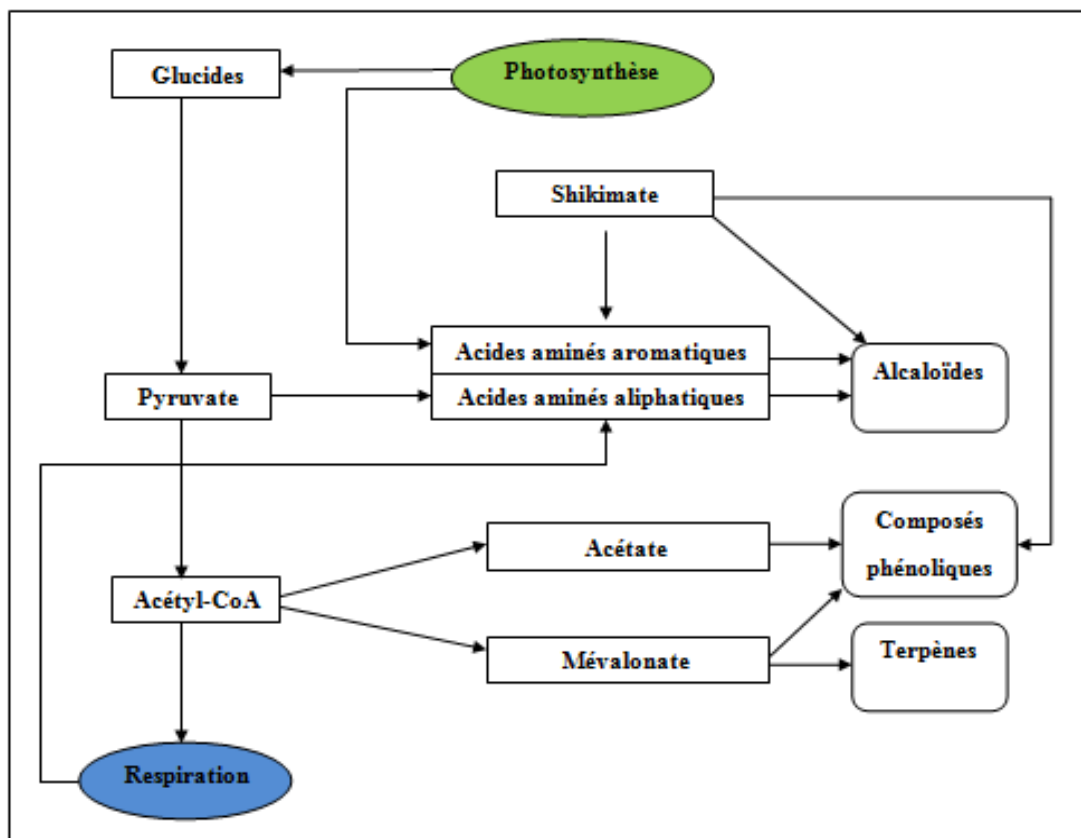 Photosynthèse
Glucides
Shikimate
Acides aminés aromatiques
Alcaloïdes
Pyruvate
Acides aminés aliphatiques
Composés
phénoliques
Acétate
Acétyl-CoA
Mévalonate
Terpènes
Respiration